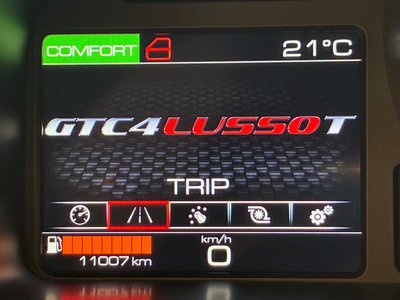 COMFORT 21°C
GTC4LUSSOT
TRIP
km/h
11007 km 0